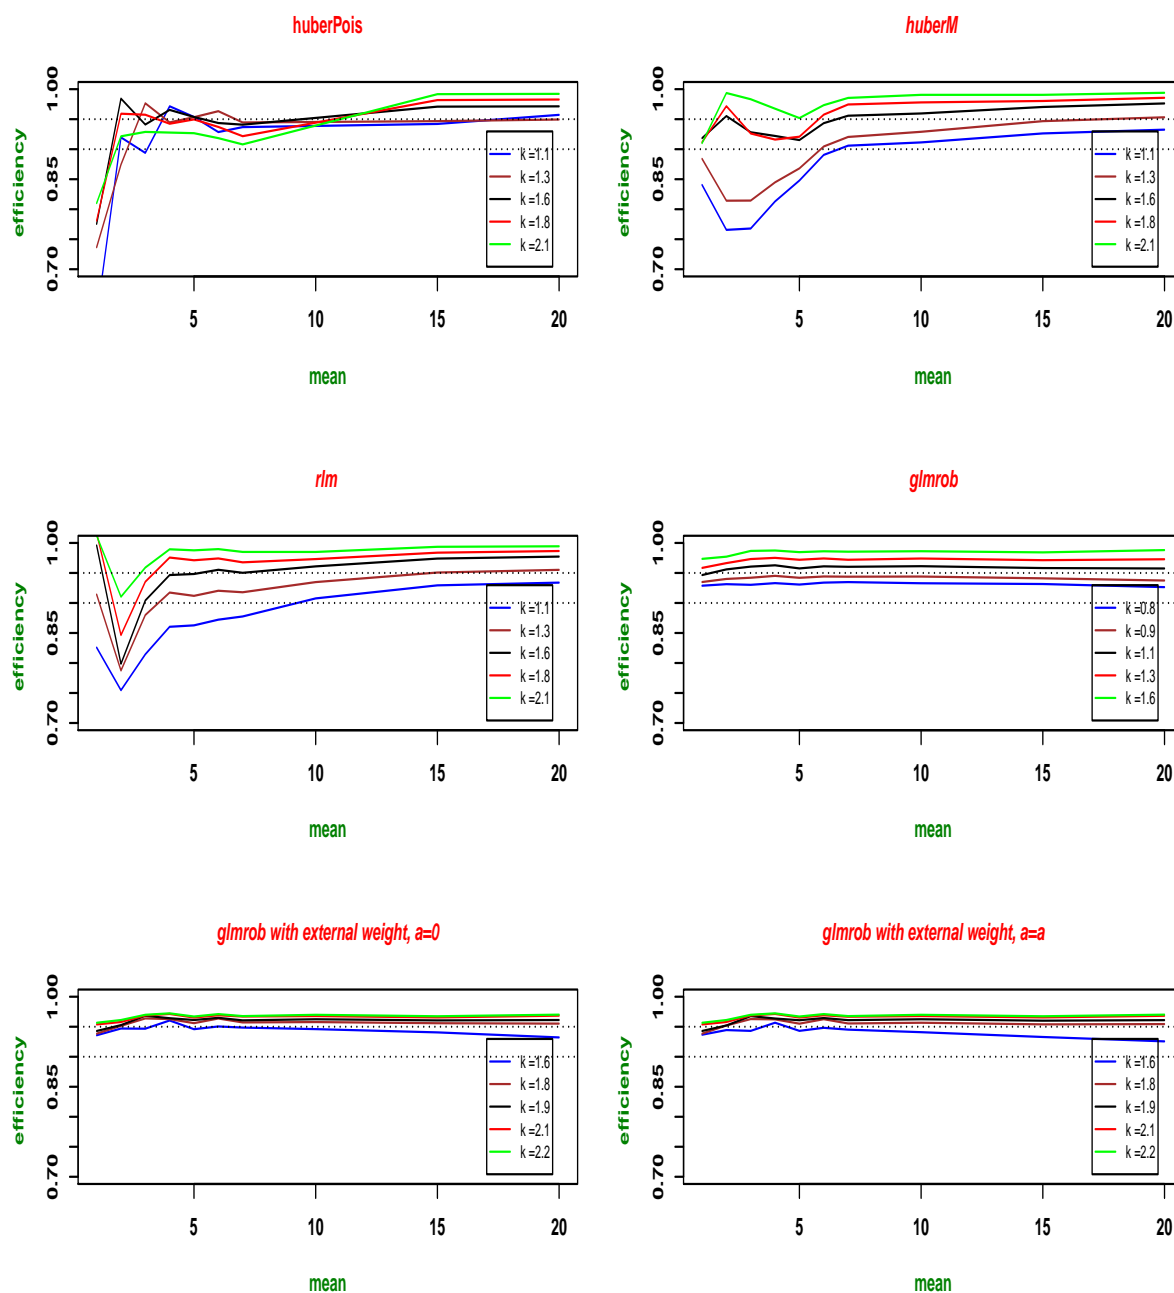 huberPois
efficiency
1.00
0.85
0.70
k =1.1
k =1.3
k =1.6
k =1.8
k =2.1
5 10 15 20
mean
huberM
efficiency
1.00
0.85
0.70
k =1.1
k =1.3
k =1.6
k =1.8
k =2.1
5 10 15 20
mean
rlm
efficiency
1.00
0.85
0.70
k =1.1
k =1.3
k =1.6
k =1.8
k =2.1
5 10 15 20
mean
glmrob
efficiency
1.00
0.85
0.70
k =0.8
k =0.9
k =1.1
k =1.3
k =1.6
5 10 15 20
mean
glmrob with external weight, a=0
efficiency
1.00
0.85
0.70
k =1.6
k =1.8
k =1.9
k =2.1
k =2.2
5 10 15 20
mean
glmrob with external weight, a=a
efficiency
1.00
0.85
0.70
k =1.6
k =1.8
k =1.9
k =2.1
k =2.2
5 10 15 20
mean